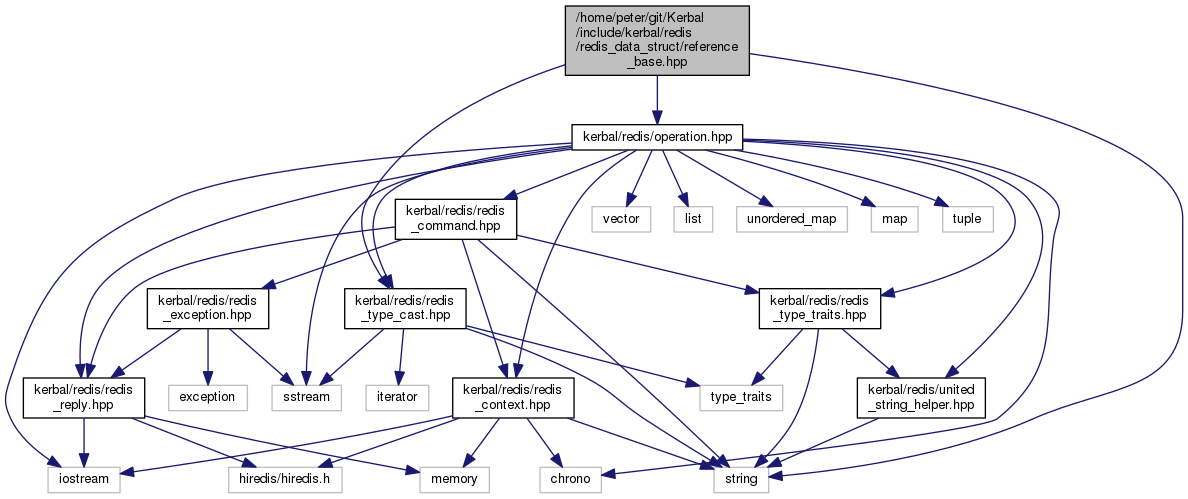 /home/peter/git/Kerbal
/include/kerbal/redis
/redis_data_struct/reference
_base.hpp
kerbal/redis/operation.hpp
kerbal/redis/redis
_command.hpp
vector
list
unordered_map
map
tuple
kerbal/redis/redis
_exception.hpp
kerbal/redis/redis
_type_cast.hpp
kerbal/redis/redis
_type_traits.hpp
kerbal/redis/redis
_reply.hpp
exception
sstream
iterator
kerbal/redis/redis
_context.hpp
type_traits
kerbal/redis/united
_string_helper.hpp
iostream
hiredis/hiredis.h
memory
chrono
string